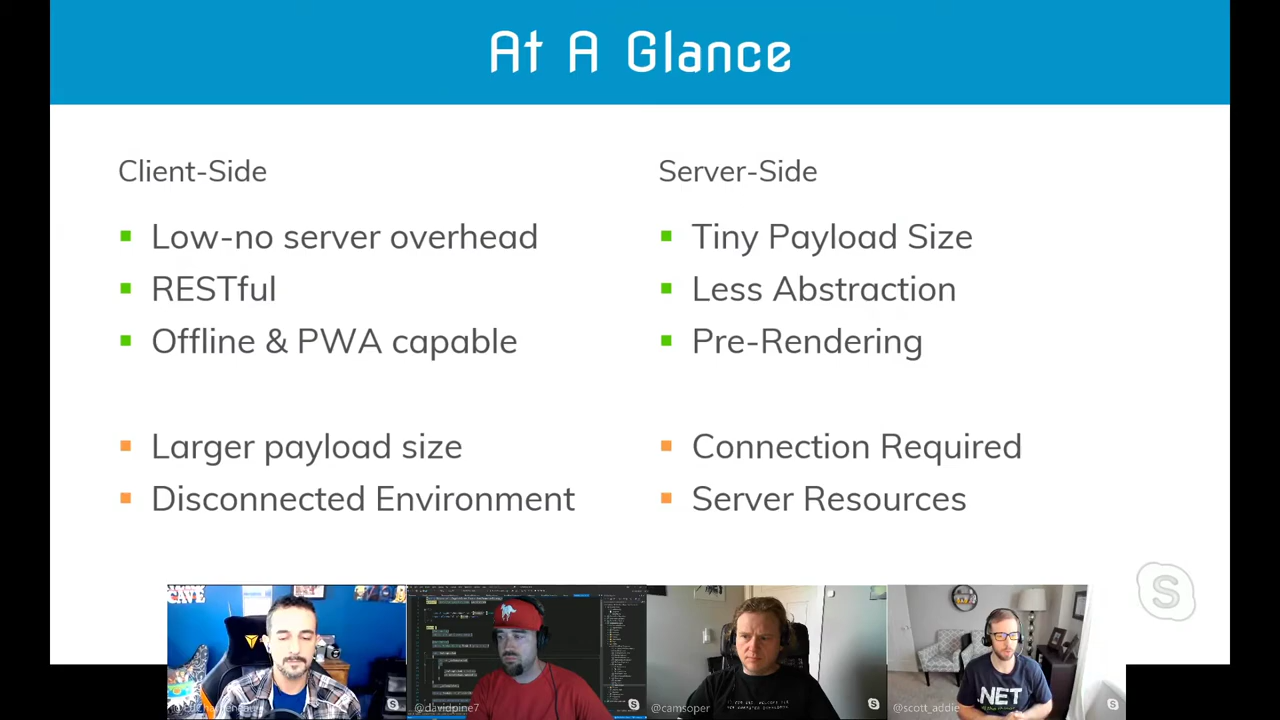 At A Glance
Client-Side
Low-no server overhead
RESTful
Offline & PWA capable
Larger payload size
Disconnected Environment
Server-Side
Tiny Payload Size
Less Abstraction
Pre-Rendering
Connection Required
Server Resources
CAVE
@davidpine7
@camsoper
.NET
@scott_addie